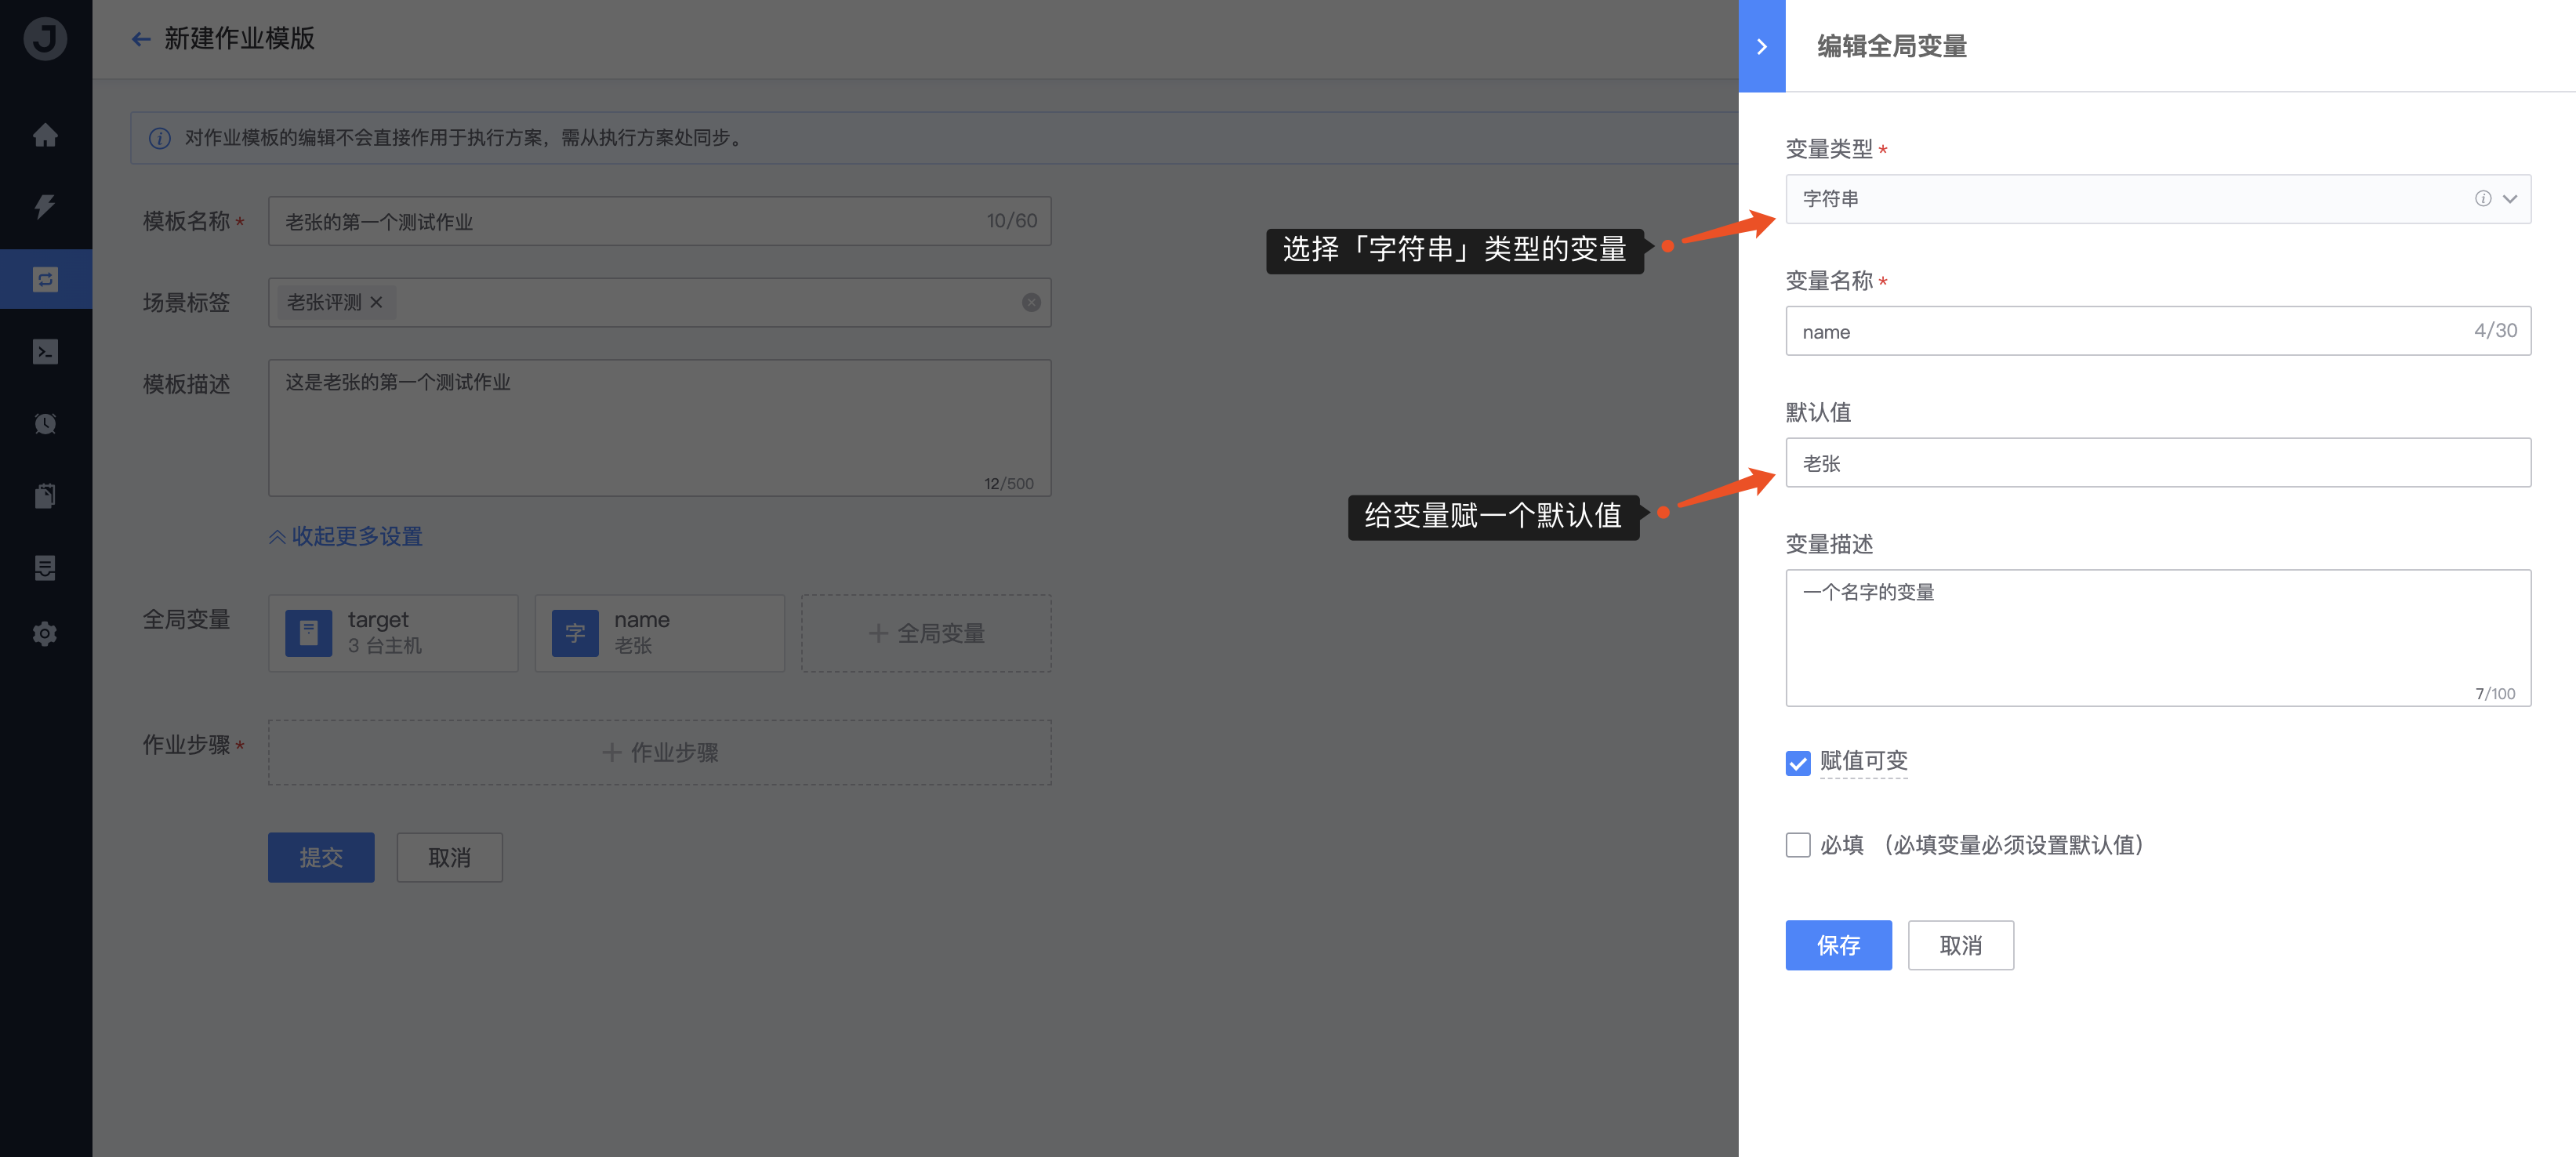 新建作业模版
对作业模板的编辑不会直接作用于执行方案，需从执行方案处同步。
模板名称*
老张的第一个测试作业
10/60
场景标签
老张评测
模板描述
这是老张的第一个测试作业
12/500
收起更多设置
全局变量
target
3 台主机
字
name
老张
+ 全局变量
作业步骤*
+ 作业步骤
提交
取消
选择「字符串」类型的变量
给变量赋一个默认值
编辑全局变量
变量类型*
字符串
变量名称*
name
4/30
默认值
老张
变量描述
一个名字的变量
7/100
赋值可变
必填 （必填变量必须设置默认值）
保存
取消